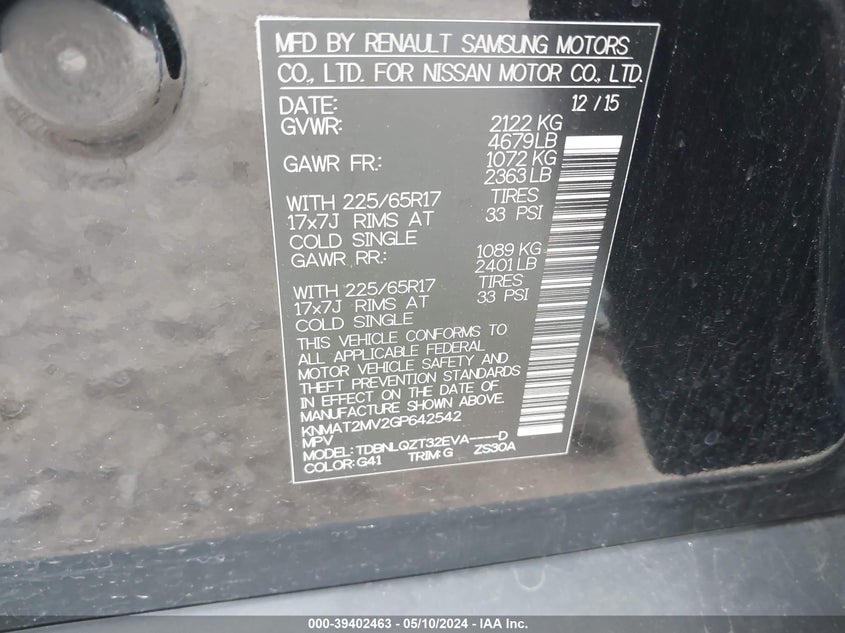 MFD BY RENAULT SAMSUNG MOTORS
CO., LTD. FOR NISSAN MOTOR CO., LTD.
DATE: 12 / 15
GVWR: 2122 KG
4679 LB
GAWR FR.: 1072 KG
2363 LB
WITH 225/65R17 TIRES
17x7J RIMS AT 33 PSI
COLD SINGLE
GAWR RR.: 1089 KG
2401 LB
WITH 225/65R17 TIRES
17x7J RIMS AT 33 PSI
COLD SINGLE
THIS VEHICLE CONFORMS TO
ALL APPLICABLE FEDERAL
MOTOR VEHICLE SAFETY AND
THEFT PREVENTION STANDARDS
IN EFFECT ON THE DATE OF
MANUFACTURE SHOWN ABOVE.
KNMAT2MV2GP642542
MPV
MODEL: TDBNLQZT32EVA----D
COLOR: G41 TRIM: G ZS30A
000-39402463 - 05/10/2024 - IAA Inc.